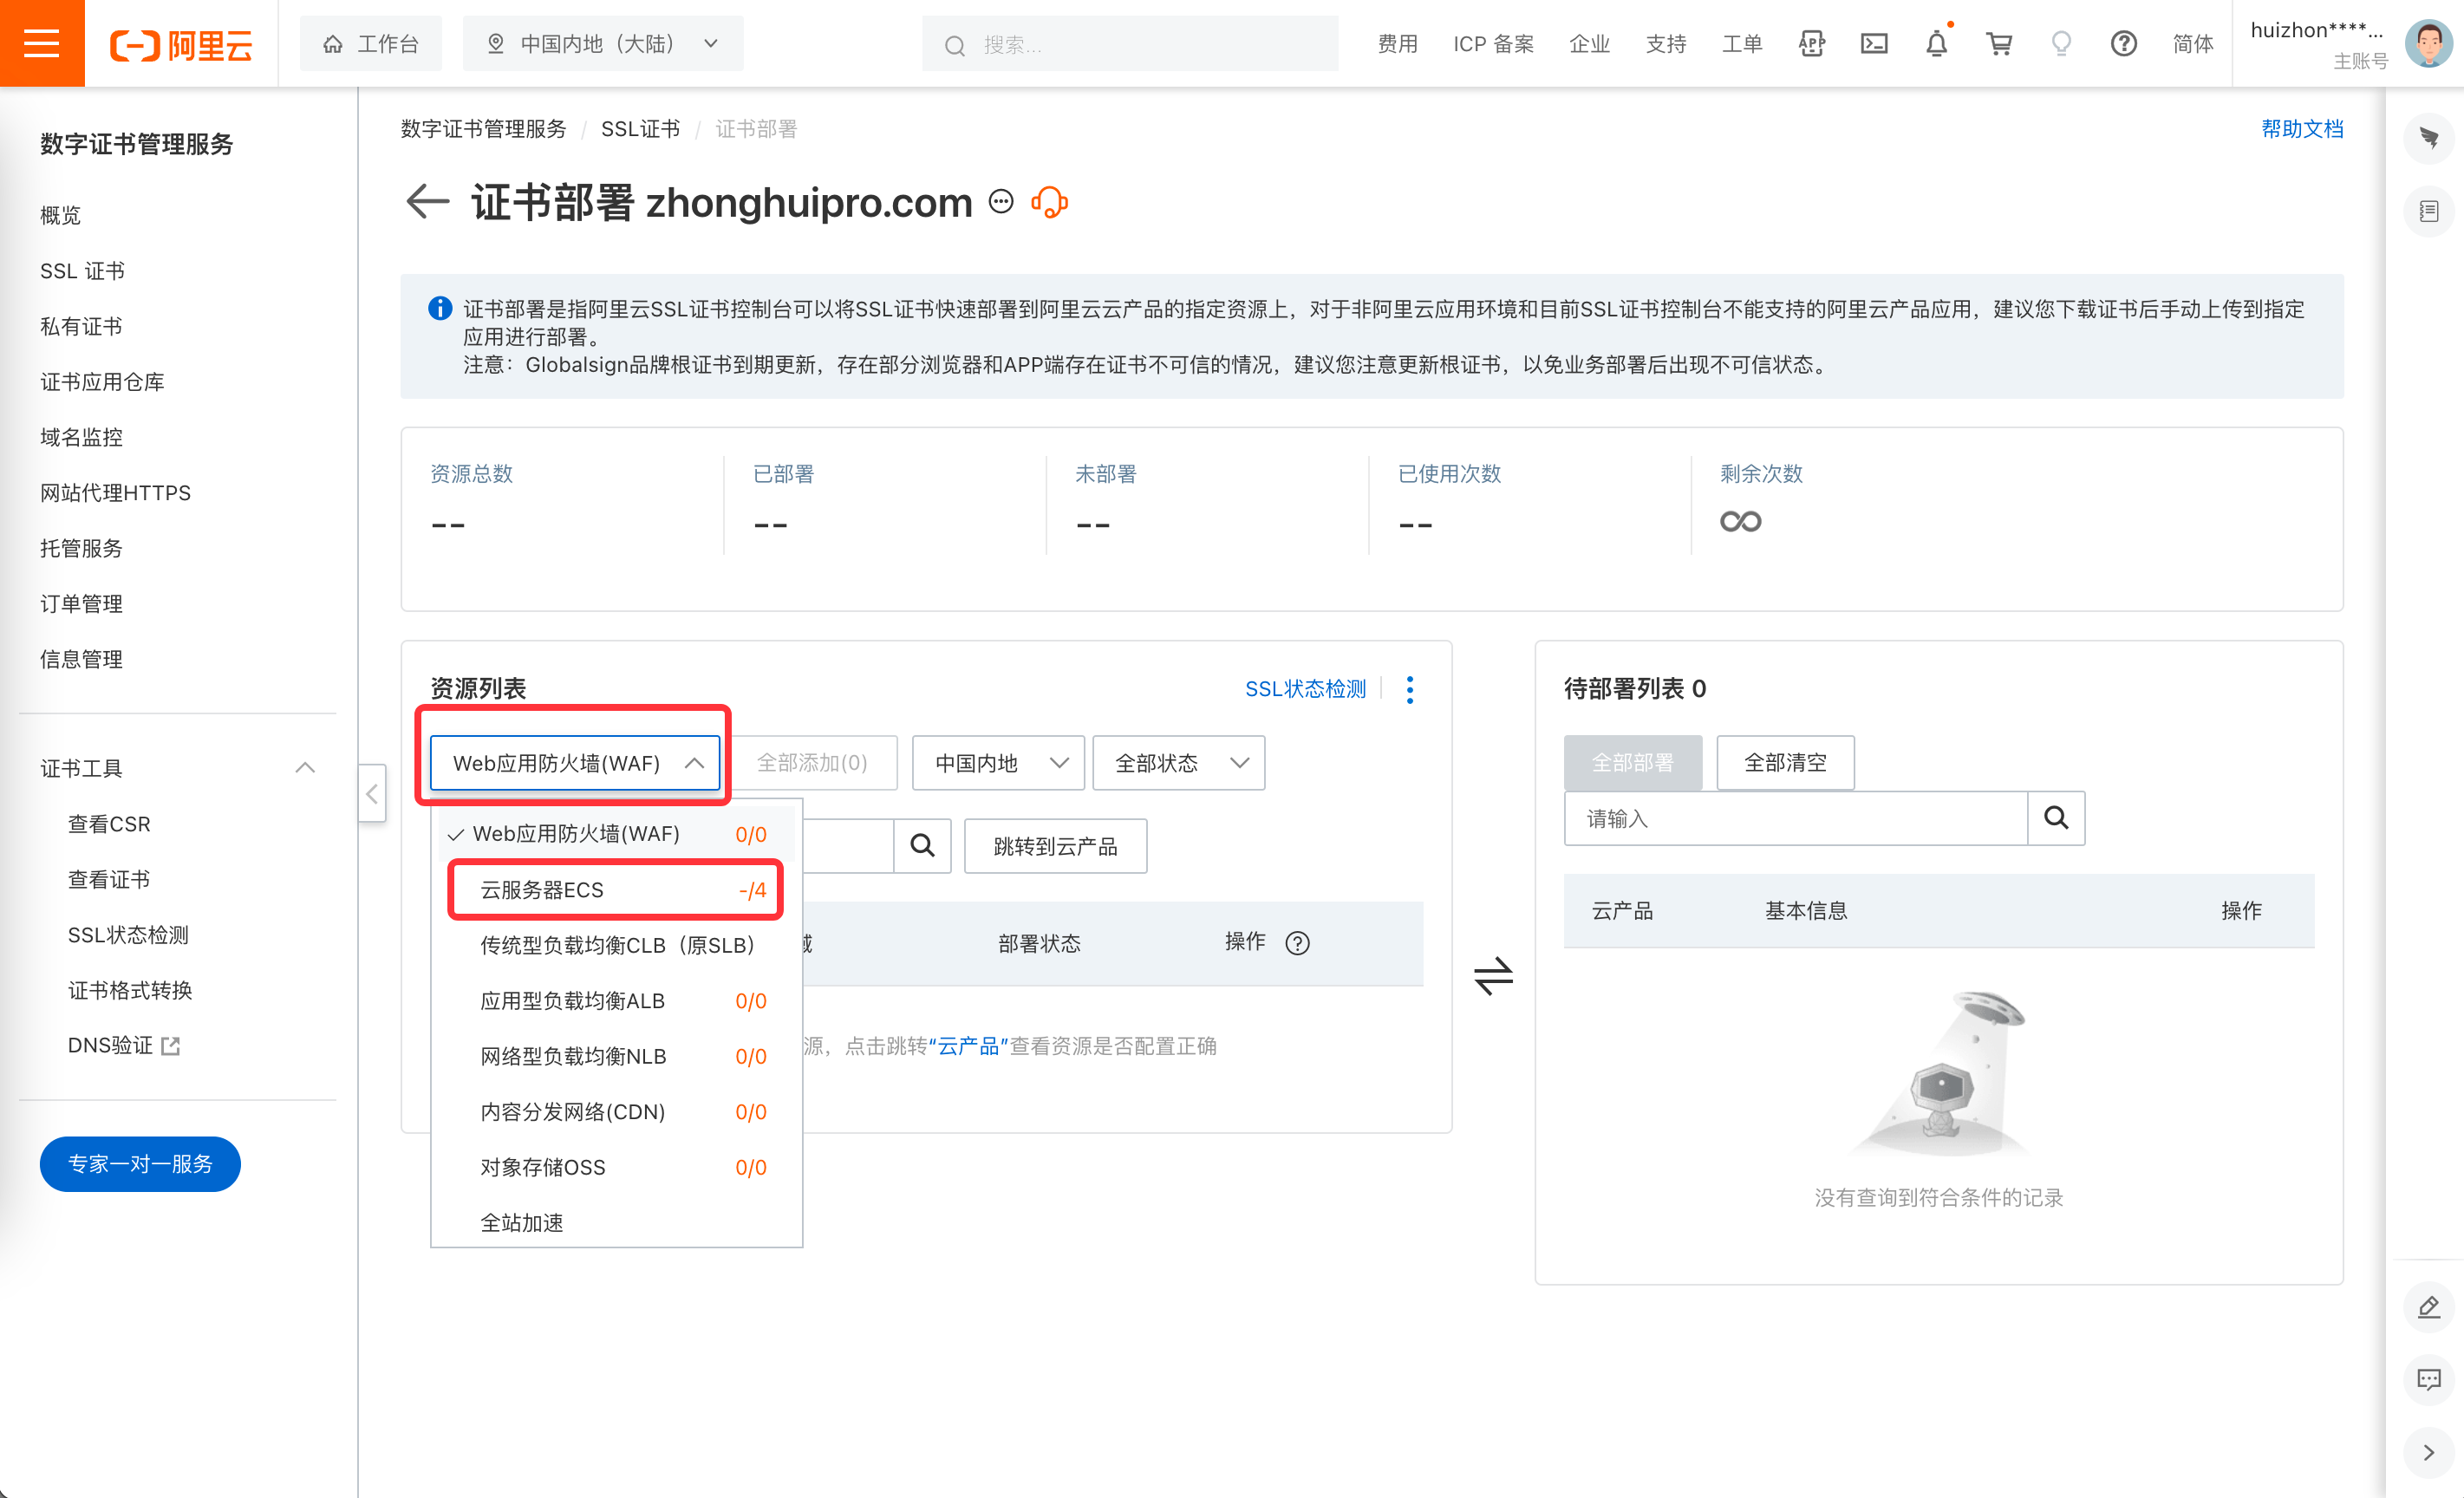 阿里云
工作台
中国内地（大陆）
搜索...
费用
ICP 备案
企业
支持
工单
APP
简体
huizhon****...
主账号
数字证书管理服务
概览
SSL 证书
私有证书
证书应用仓库
域名监控
网站代理HTTPS
托管服务
订单管理
信息管理
证书工具
查看CSR
查看证书
SSL状态检测
证书格式转换
DNS验证
专家一对一服务
数字证书管理服务 / SSL证书 / 证书部署
帮助文档
证书部署 zhonghuipro.com
证书部署是指阿里云SSL证书控制台可以将SSL证书快速部署到阿里云云产品的指定资源上，对于非阿里云应用环境和目前SSL证书控制台不能支持的阿里云产品应用，建议您下载证书后手动上传到指定
应用进行部署。
注意：Globalsign品牌根证书到期更新，存在部分浏览器和APP端存在证书不可信的情况，建议您注意更新根证书，以免业务部署后出现不可信状态。
资源总数
--
已部署
--
未部署
--
已使用次数
--
剩余次数
∞
资源列表
SSL状态检测
Web应用防火墙(WAF)
全部添加(0)
中国内地
全部状态
Web应用防火墙(WAF) 0/0
云服务器ECS -/4
传统型负载均衡CLB（原SLB）
应用型负载均衡ALB 0/0
网络型负载均衡NLB 0/0
内容分发网络(CDN) 0/0
对象存储OSS 0/0
全站加速
跳转到云产品
部署状态
操作
源，点击跳转“云产品”查看资源是否配置正确
待部署列表 0
全部部署
全部清空
请输入
云产品
基本信息
操作
没有查询到符合条件的记录